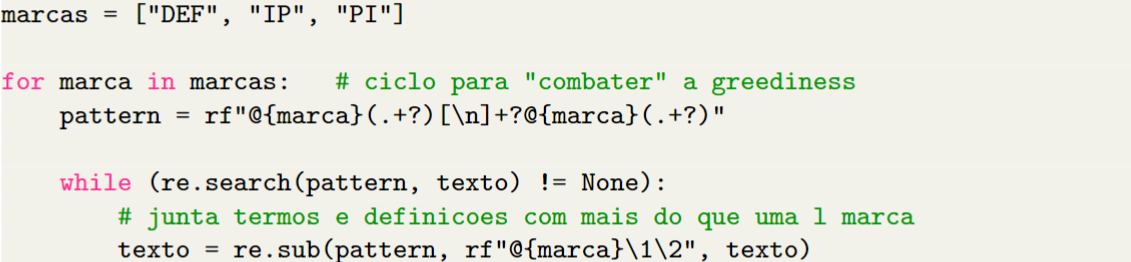 marcas = ["DEF", "IP", "PI"]
for marca in marcas:   # ciclo para "combater" a greediness
    pattern = rf"@{marca}(.+?)[\n]+?@{marca}(.+?)"
    while (re.search(pattern, texto) != None):
        # junta termos e definicoes com mais do que uma l marca
        texto = re.sub(pattern, rf"@{marca}\1\2", texto)